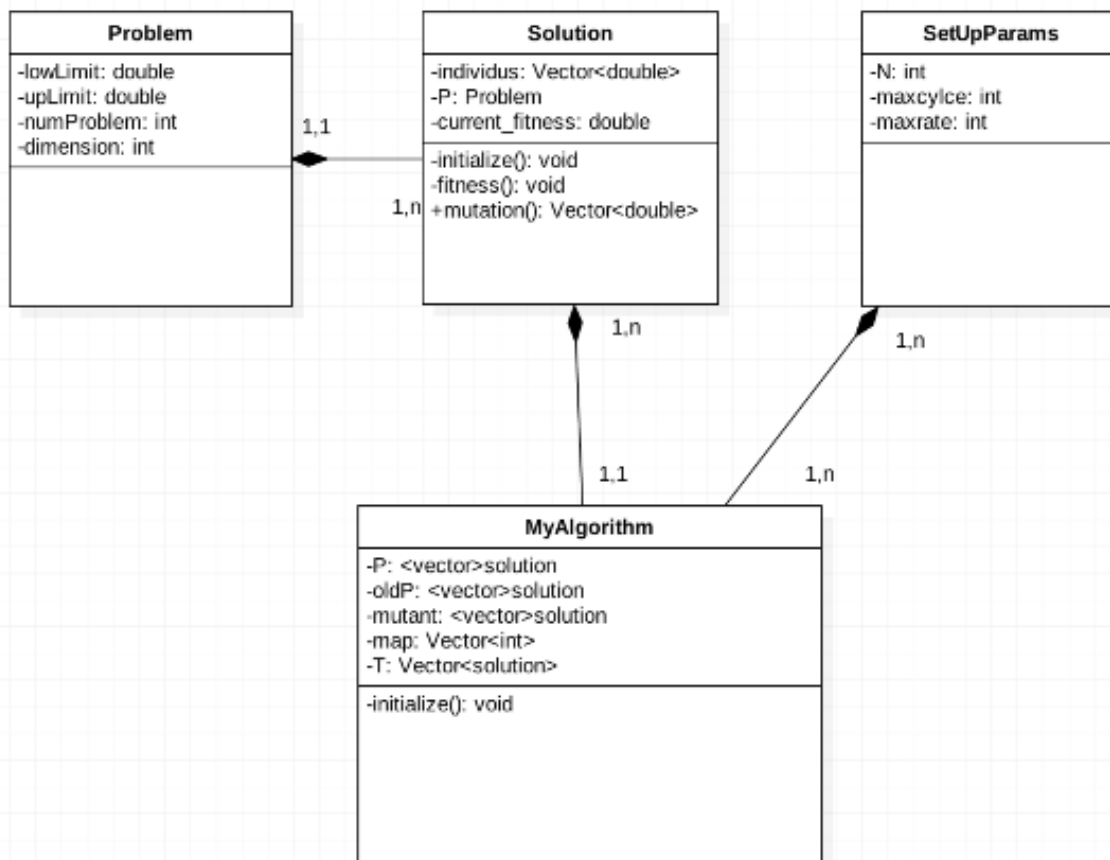 Problem
-lowLimit: double
-upLimit: double
-numProblem: int
-dimension: int
1,1
1,n
Solution
-individus: Vector<double>
-P: Problem
-current_fitness: double
-initialize(): void
-fitness(): void
+mutation(): Vector<double>
SetUpParams
-N: int
-maxcylce: int
-maxrate: int
1,n
1,n
1,1
1,n
MyAlgorithm
-P: <vector>solution
-oldP: <vector>solution
-mutant: <vector>solution
-map: Vector<int>
-T: Vector<solution>
-initialize(): void